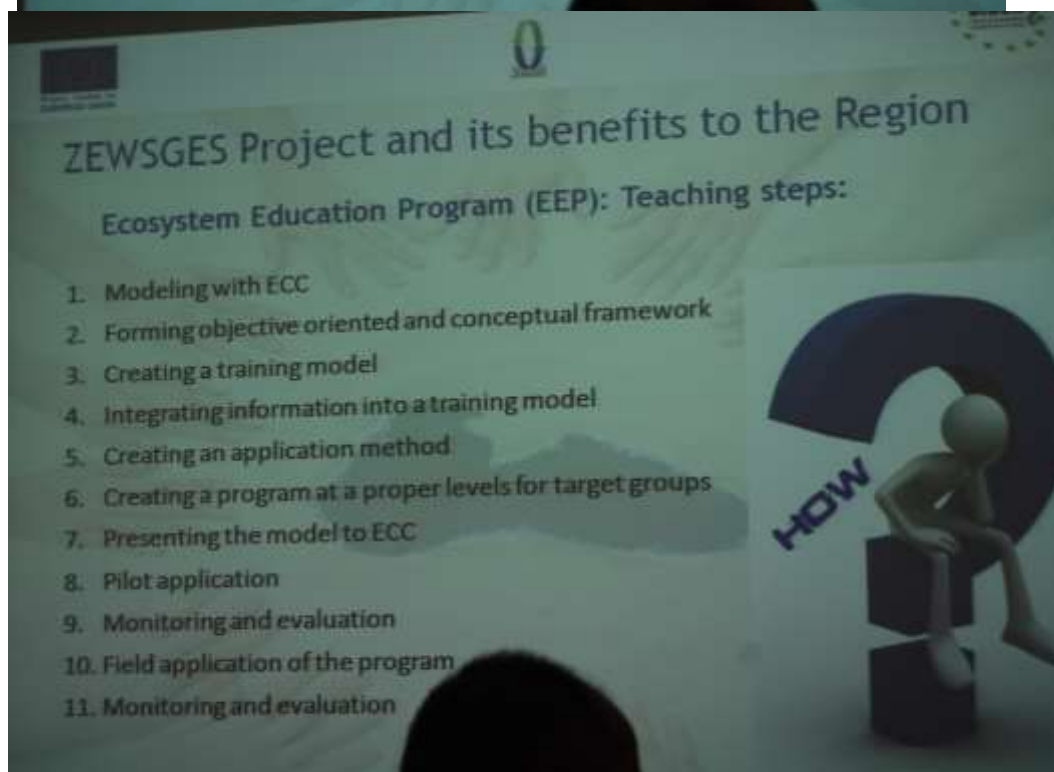 ZEWSGES Project and its benefits to the Region
Ecosystem Education Program (EEP): Teaching steps:
1. Modeling with ECC
2. Forming objective oriented and conceptual framework
3. Creating a training model
4. Integrating information into a training model
5. Creating an application method
6. Creating a program at a proper levels for target groups
7. Presenting the model to ECC
8. Pilot application
9. Monitoring and evaluation
10. Field application of the program
11. Monitoring and evaluation
HOW